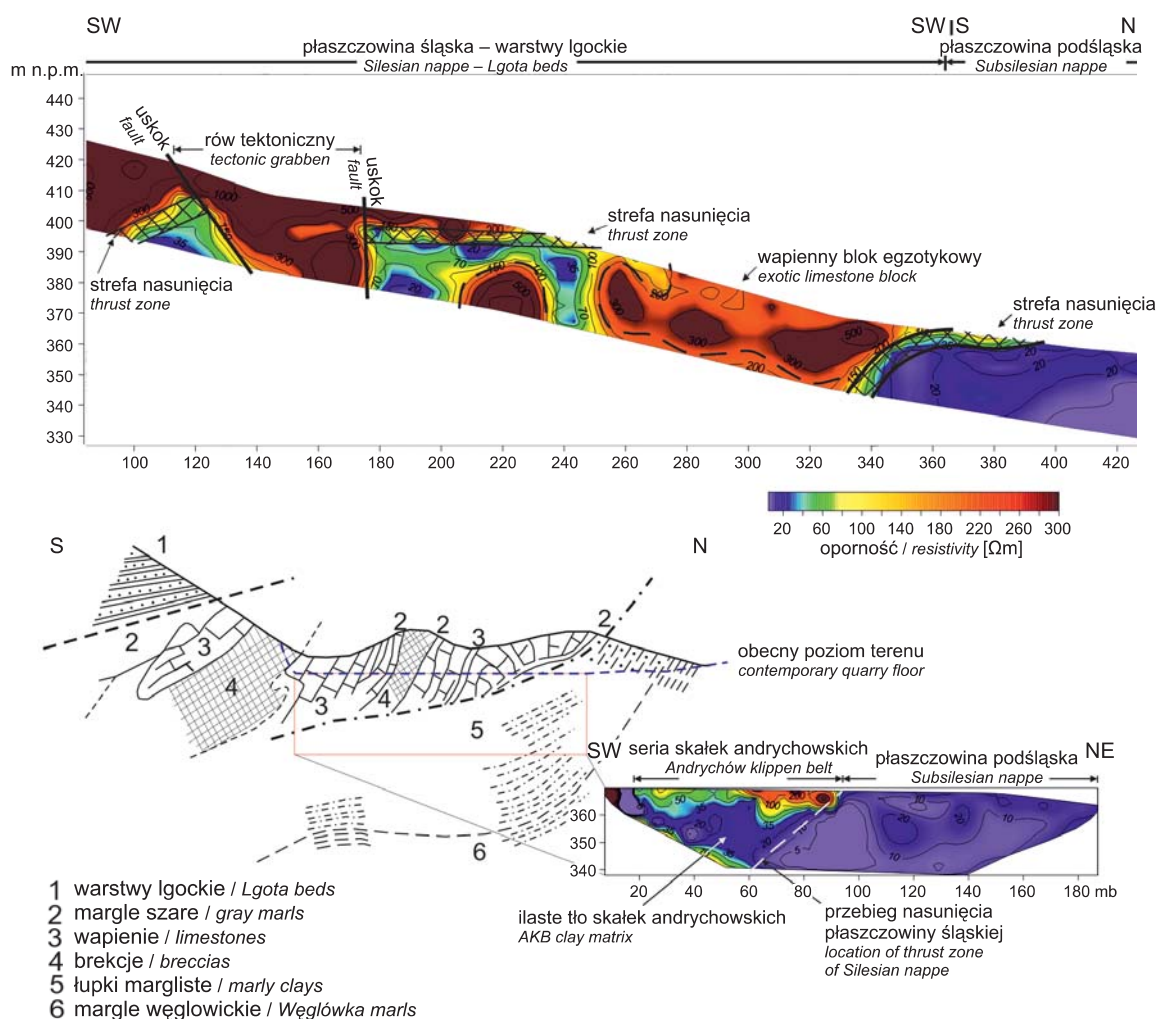 SW
SW
S
N
płaszczowina śląska – warstwy lgockie
Silesian nappe – Lgota beds
płaszczowina podśląska
Subsilesian nappe
m n.p.m.
440
430
420
410
400
390
380
370
360
350
340
330
uskok
fault
rów tektoniczny
tectonic grabben
uskok
fault
strefa nasunięcia
thrust zone
strefa nasunięcia
thrust zone
wapienny blok egzotykowy
exotic limestone block
strefa nasunięcia
thrust zone
100 120 140 160 180 200 220 240 260 280 300 320 340 360 380 400 420
20 60 100 140 180 220 260 300
oporność / resistivity [Ωm]
S
N
1
2
3
4
2
2
3
2
3
4
5
6
obecny poziom terenu
contemporary quarry floor
SW
seria skałek andrychowskich
Andrychów klippen belt
płaszczowina podśląska
Subsilesian nappe
NE
360
350
340
20 40 60 80 100 120 140 160 180 mb
ilaste tło skałek andrychowskich
AKB clay matrix
przebieg nasunięcia
płaszczowiny śląskiej
location of thrust zone
of Silesian nappe
1 warstwy lgockie / Lgota beds
2 margle szare / gray marls
3 wapienie / limestones
4 brekcje / breccias
5 łupki margliste / marly clays
6 margle węglowickie / Węglówka marls